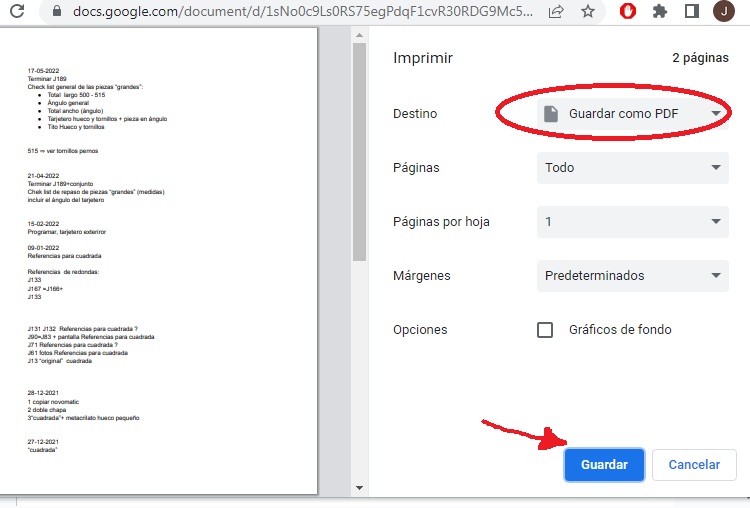 docs.google.com/document/d/1sNo0c9Ls0RS75egPdqF1cvR30RDG9Mc5...
J
17-05-2022
Terminar J189
Check list general de las piezas "grandes":
● Total largo 500 - 515
● Ángulo general
● Total ancho (ángulo)
● Tarjetero hueco y tornillos + pieza en ángulo
● Tito Hueco y tornillos
515 ⇒ ver tornillos pernos
21-04-2022
Terminar J189+conjunto
Chek list de repaso de piezas "grandes" (medidas)
incluir el ángulo del tarjetero
15-02-2022
Programar, tarjetero exteriror
09-01-2022
Referencias para cuadrada
Referencias de redondas:
J133
J167 =J166+
J133
J131 J132 Referencias para cuadrada ?
J90=J83 + pantalla Referencias para cuadrada
J71 Referencias para cuadrada ?
J61 fotos Referencias para cuadrada
J13 "original" cuadrada
28-12-2021
1 copiar novomatic
2 doble chapa
3"cuadrada"+ metacrilato hueco pequeño
27-12-2021
"cuadrada"
Imprimir 2 páginas
Destino Guardar como PDF
Páginas Todo
Páginas por hoja 1
Márgenes Predeterminados
Opciones Gráficos de fondo
Guardar Cancelar